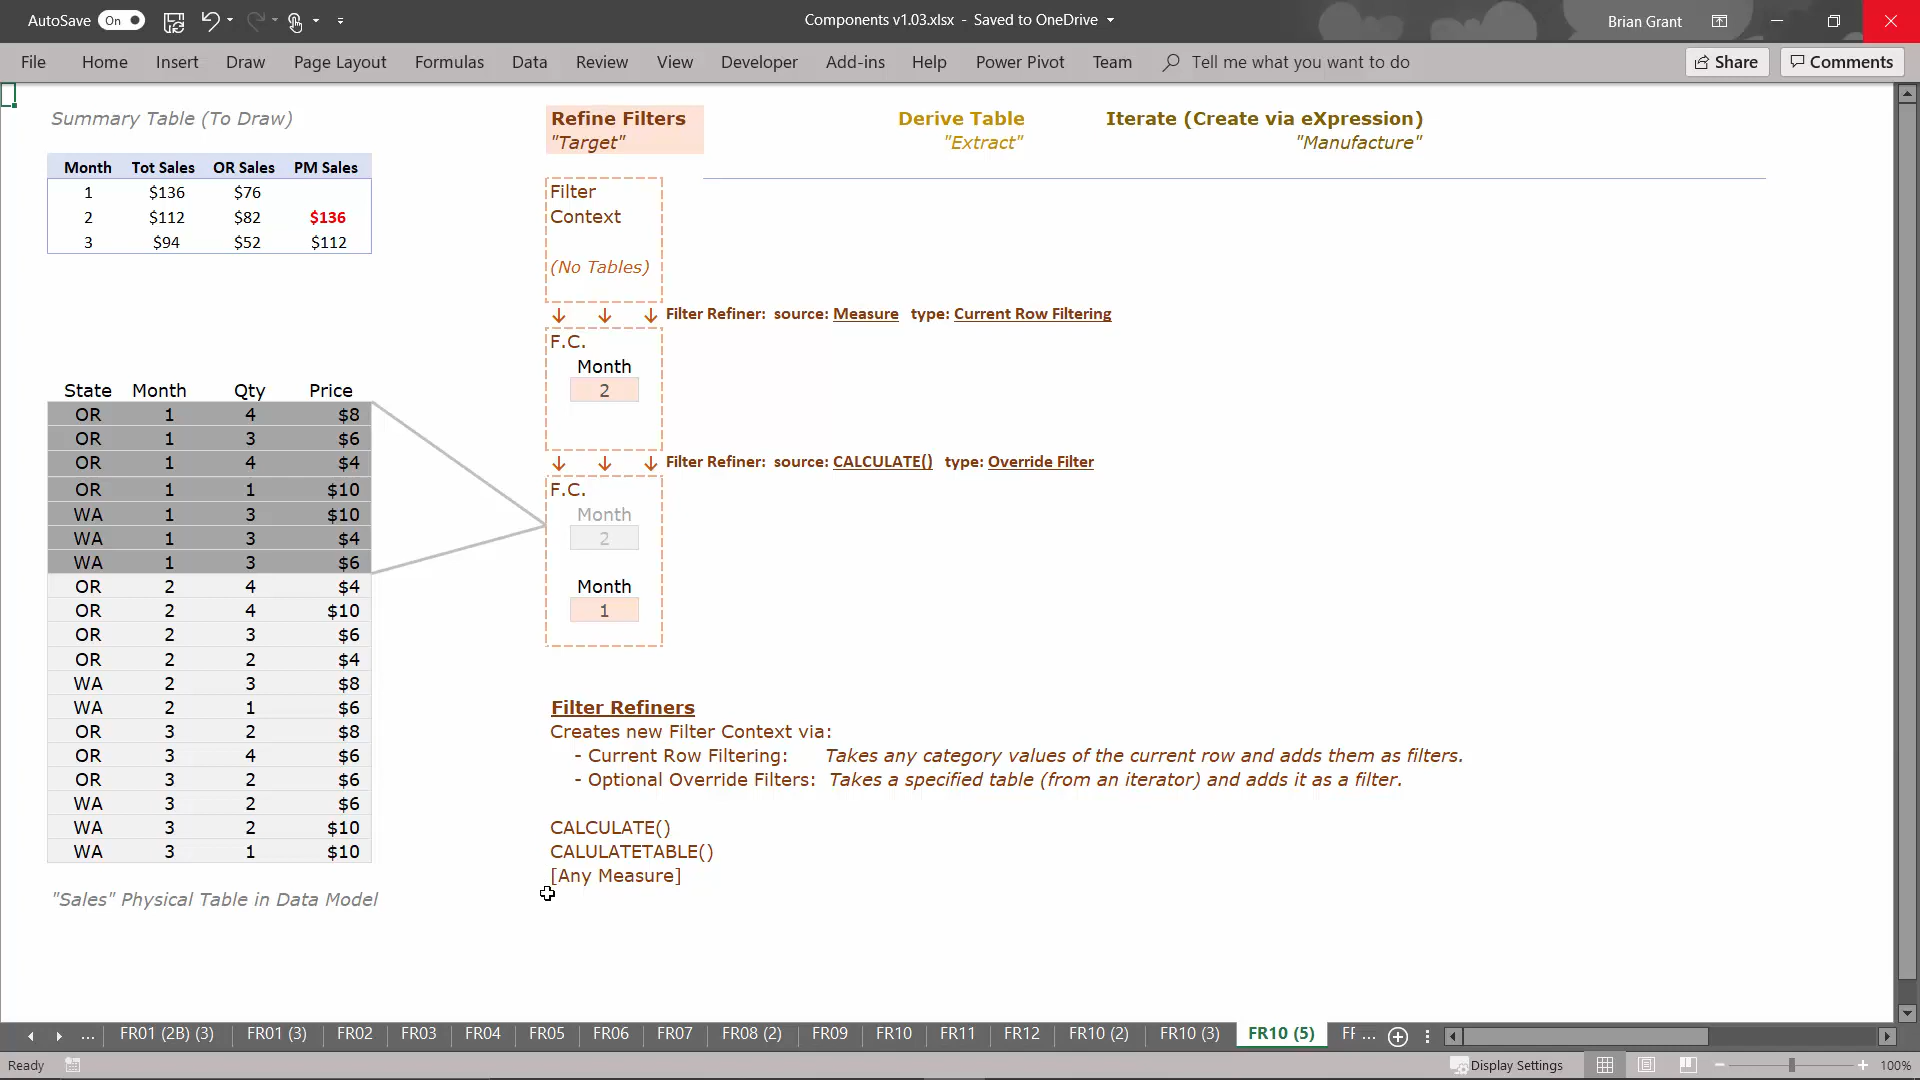 AutoSave On
Components v1.03.xlsx - Saved to OneDrive
Brian Grant
File Home Insert Draw Page Layout Formulas Data Review View Developer Add-ins Help Power Pivot Team Tell me what you want to do Share Comments
Summary Table (To Draw)
Month Tot Sales OR Sales PM Sales
1 $136 $76
2 $112 $82 $136
3 $94 $52 $112
State Month Qty Price
OR 1 4 $8
OR 1 3 $6
OR 1 4 $4
OR 1 1 $10
WA 1 3 $10
WA 1 3 $4
WA 1 3 $6
OR 2 4 $4
OR 2 4 $10
OR 2 3 $6
OR 2 2 $4
WA 2 3 $8
WA 2 1 $6
OR 3 2 $8
OR 3 4 $6
OR 3 2 $6
WA 3 2 $6
WA 3 2 $10
WA 3 1 $10
"Sales" Physical Table in Data Model
Refine Filters
"Target"
Derive Table
"Extract"
Iterate (Create via eXpression)
"Manufacture"
Filter
Context
(No Tables)
↓ ↓ ↓ Filter Refiner: source: Measure type: Current Row Filtering
F.C.
Month
2
↓ ↓ ↓ Filter Refiner: source: CALCULATE() type: Override Filter
F.C.
Month
2
Month
1
Filter Refiners
Creates new Filter Context via:
- Current Row Filtering: Takes any category values of the current row and adds them as filters.
- Optional Override Filters: Takes a specified table (from an iterator) and adds it as a filter.
CALCULATE()
CALULATETABLE()
[Any Measure]
... FR01 (2B) (3) FR01 (3) FR02 FR03 FR04 FR05 FR06 FR07 FR08 (2) FR09 FR10 FR11 FR12 FR10 (2) FR10 (3) FR10 (5) FF ...
Ready
Display Settings
100%